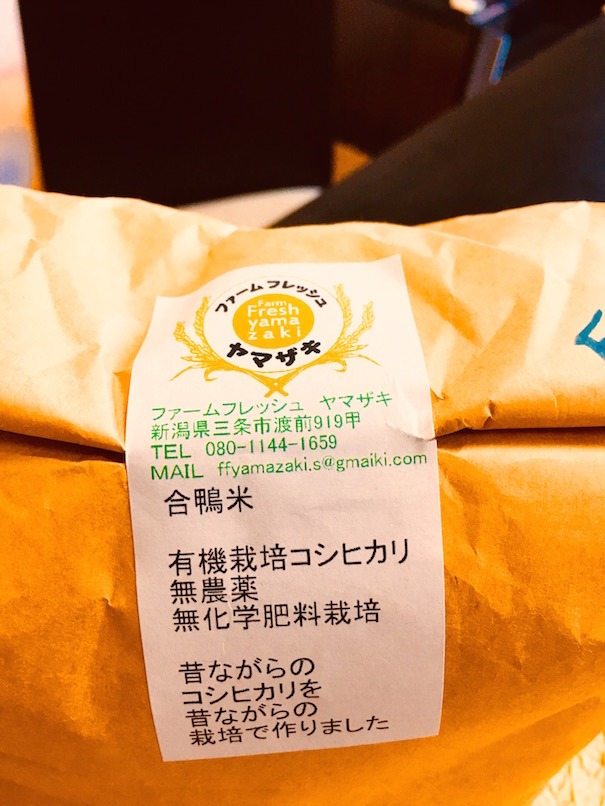 ファームフレッシュ
Farm
Fresh
yama
zaki
ヤマザキ
ファームフレッシュ ヤマザキ
新潟県三条市渡前919甲
TEL 080-1144-1659
MAIL ffyamazaki.s@gmaiki.com
合鴨米
有機栽培コシヒカリ
無農薬
無化学肥料栽培
昔ながらの
コシヒカリを
昔ながらの
栽培で作りました